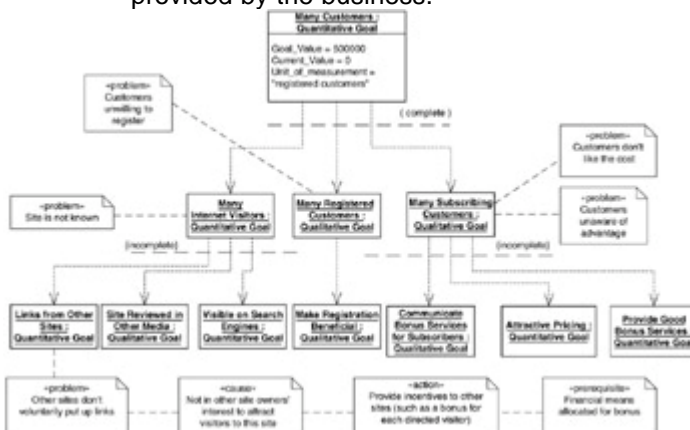 provided by the business.
Many Customers :
Quantitative Goal
Goal_Value = 500000
Current_Value = 0
Unit_of_measurement =
"registered customers"
«problem»
Customers
unwilling to
register
{ complete }
«problem»
Customers don't
like the cost
«problem»
Site is not known
Many
Internet Visitors :
Quantitative Goal
Many Registered
Customers :
Qualitative Goal
Many Subscribing
Customers :
Qualitative Goal
«problem»
Customers
unaware of
advantage
{incomplete}
{incomplete}
Links from Other
Sites :
Quantitative Goal
Site Reviewed in
Other Media :
Qualitative Goal
Visible on Search
Engines :
Quantitative Goal
Make Registration
Beneficial :
Qualitative Goal
Communicate
Bonus Services
for Subscribers :
Qualitative Goal
Attractive Pricing :
Quantitative Goal
Provide Good
Bonus Services :
Quantitative Goal
«problem»
Other sites don't
voluntarily put up links
«cause»
Not in other site owners'
interest to attract
visitors to this site
«action»
Provide incentives to other
sites (such as a bonus for
each directed visitor)
«prerequisite»
Financial means
allocated for bonus